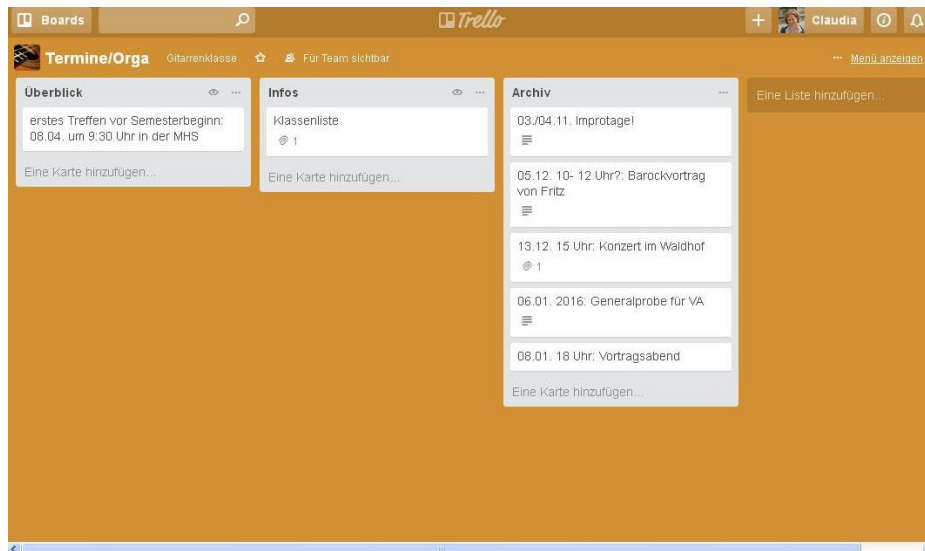 Boards
Trello
Claudia
Termine/Orga
Gitarrenklasse
Für Team sichtbar
... Menü anzeigen
Überblick
erstes Treffen vor Semesterbeginn:
08.04. um 9:30 Uhr in der MHS
Eine Karte hinzufügen...
Infos
Klassenliste
1
Eine Karte hinzufügen...
Archiv
03./04.11. Improtage!
05.12. 10- 12 Uhr?: Barockvortrag
von Fritz
13.12. 15 Uhr: Konzert im Waldhof
1
06.01. 2016: Generalprobe für VA
08.01. 18 Uhr: Vortragsabend
Eine Karte hinzufügen...
Eine Liste hinzufügen...